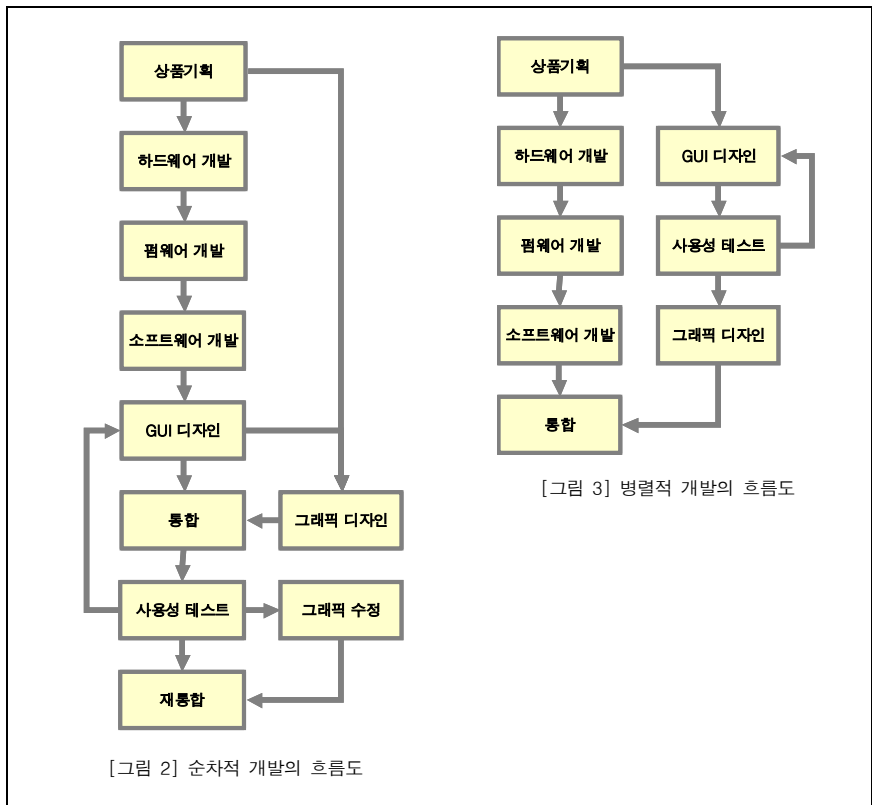 상품기획
하드웨어 개발
펌웨어 개발
소프트웨어 개발
GUI 디자인
통합
그래픽 디자인
사용성 테스트
그래픽 수정
재통합
[그림 2] 순차적 개발의 흐름도
상품기획
하드웨어 개발
GUI 디자인
펌웨어 개발
사용성 테스트
소프트웨어 개발
그래픽 디자인
통합
[그림 3] 병렬적 개발의 흐름도